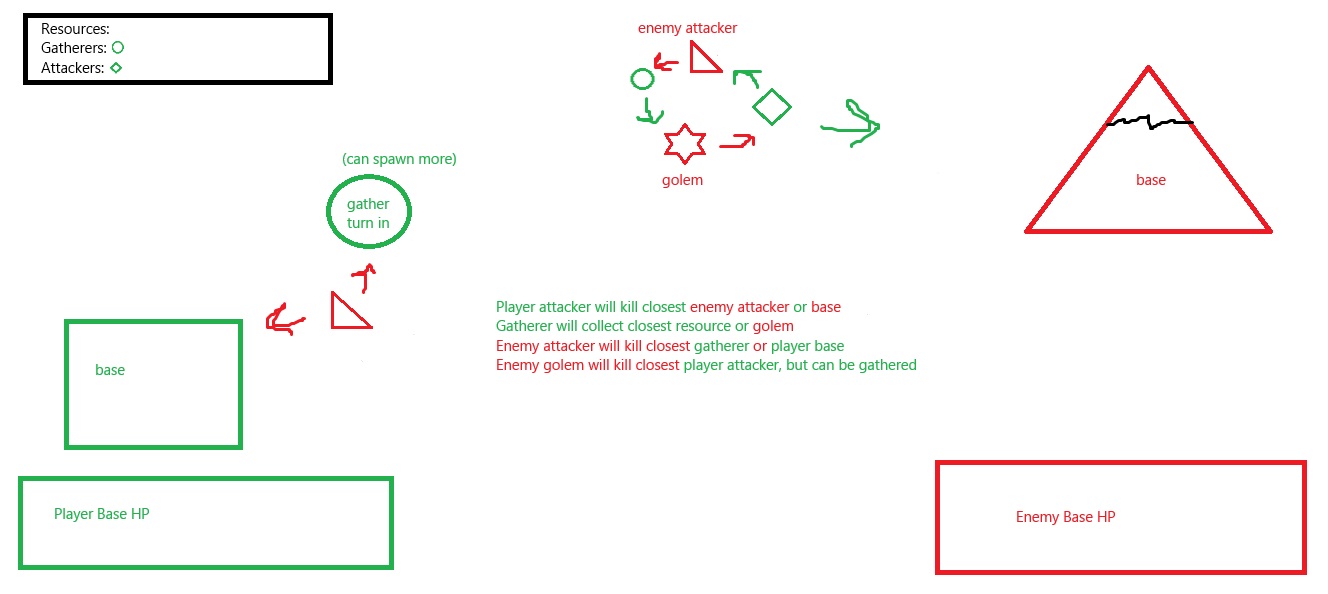 Resources:
Gatherers:
Attackers:
enemy attacker
golem
(can spawn more)
gather
turn in
base
base
Player attacker will kill closest enemy attacker or base
Gatherer will collect closest resource or golem
Enemy attacker will kill closest gatherer or player base
Enemy golem will kill closest player attacker, but can be gathered
Player Base HP
Enemy Base HP